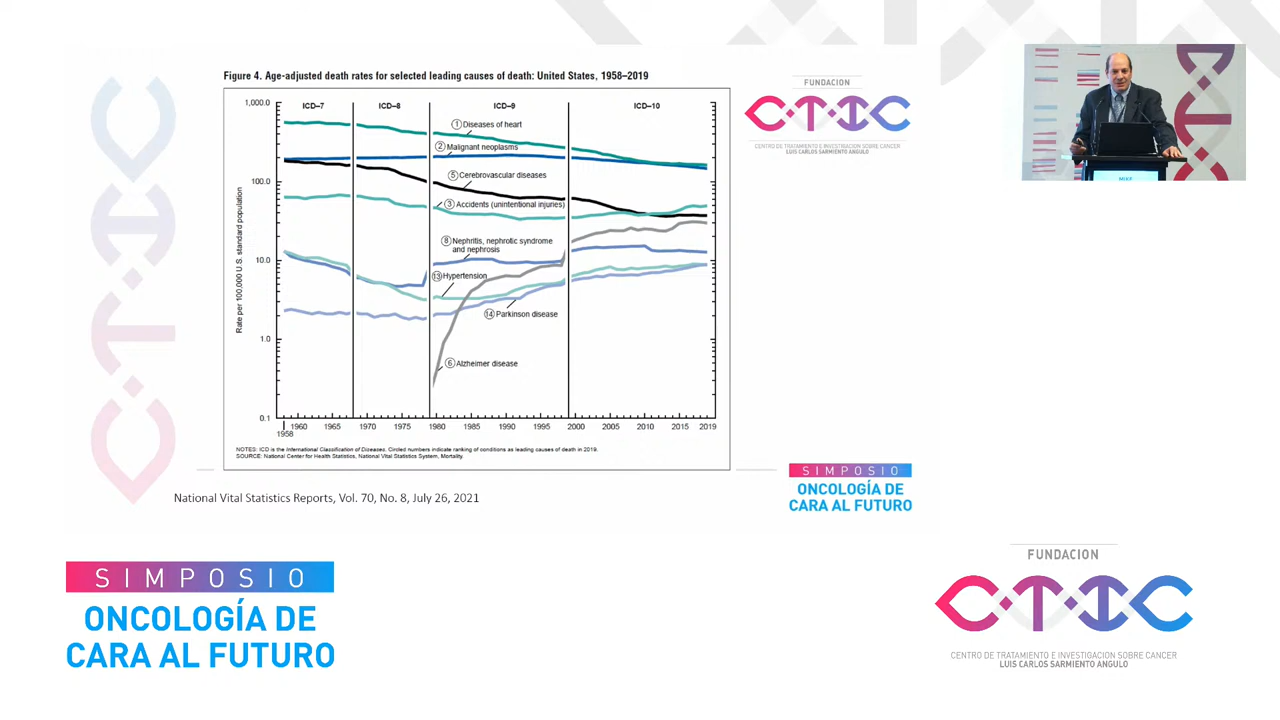 Figure 4. Age-adjusted death rates for selected leading causes of death: United States, 1958–2019
ICD–7
ICD–8
ICD–9
ICD–10
1,000.0
100.0
10.0
1.0
0.1
Rate per 100,000 U.S. standard population
1 Diseases of heart
2 Malignant neoplasms
5 Cerebrovascular diseases
3 Accidents (unintentional injuries)
8 Nephritis, nephrotic syndrome
and nephrosis
13 Hypertension
14 Parkinson disease
6 Alzheimer disease
1958
1960
1965
1970
1975
1980
1985
1990
1995
2000
2005
2010
2015
2019
NOTES: ICD is the International Classification of Diseases. Circled numbers indicate ranking of conditions as leading causes of death in 2019.
SOURCE: National Center for Health Statistics, National Vital Statistics System, Mortality.
National Vital Statistics Reports, Vol. 70, No. 8, July 26, 2021
FUNDACION
CTIC
CENTRO DE TRATAMIENTO E INVESTIGACION SOBRE CANCER
LUIS CARLOS SARMIENTO ANGULO
SIMPOSIO
ONCOLOGÍA DE
CARA AL FUTURO
CTIC
MIKE
SIMPOSIO
ONCOLOGÍA DE
CARA AL FUTURO
FUNDACION
CTIC
CENTRO DE TRATAMIENTO E INVESTIGACION SOBRE CANCER
LUIS CARLOS SARMIENTO ANGULO